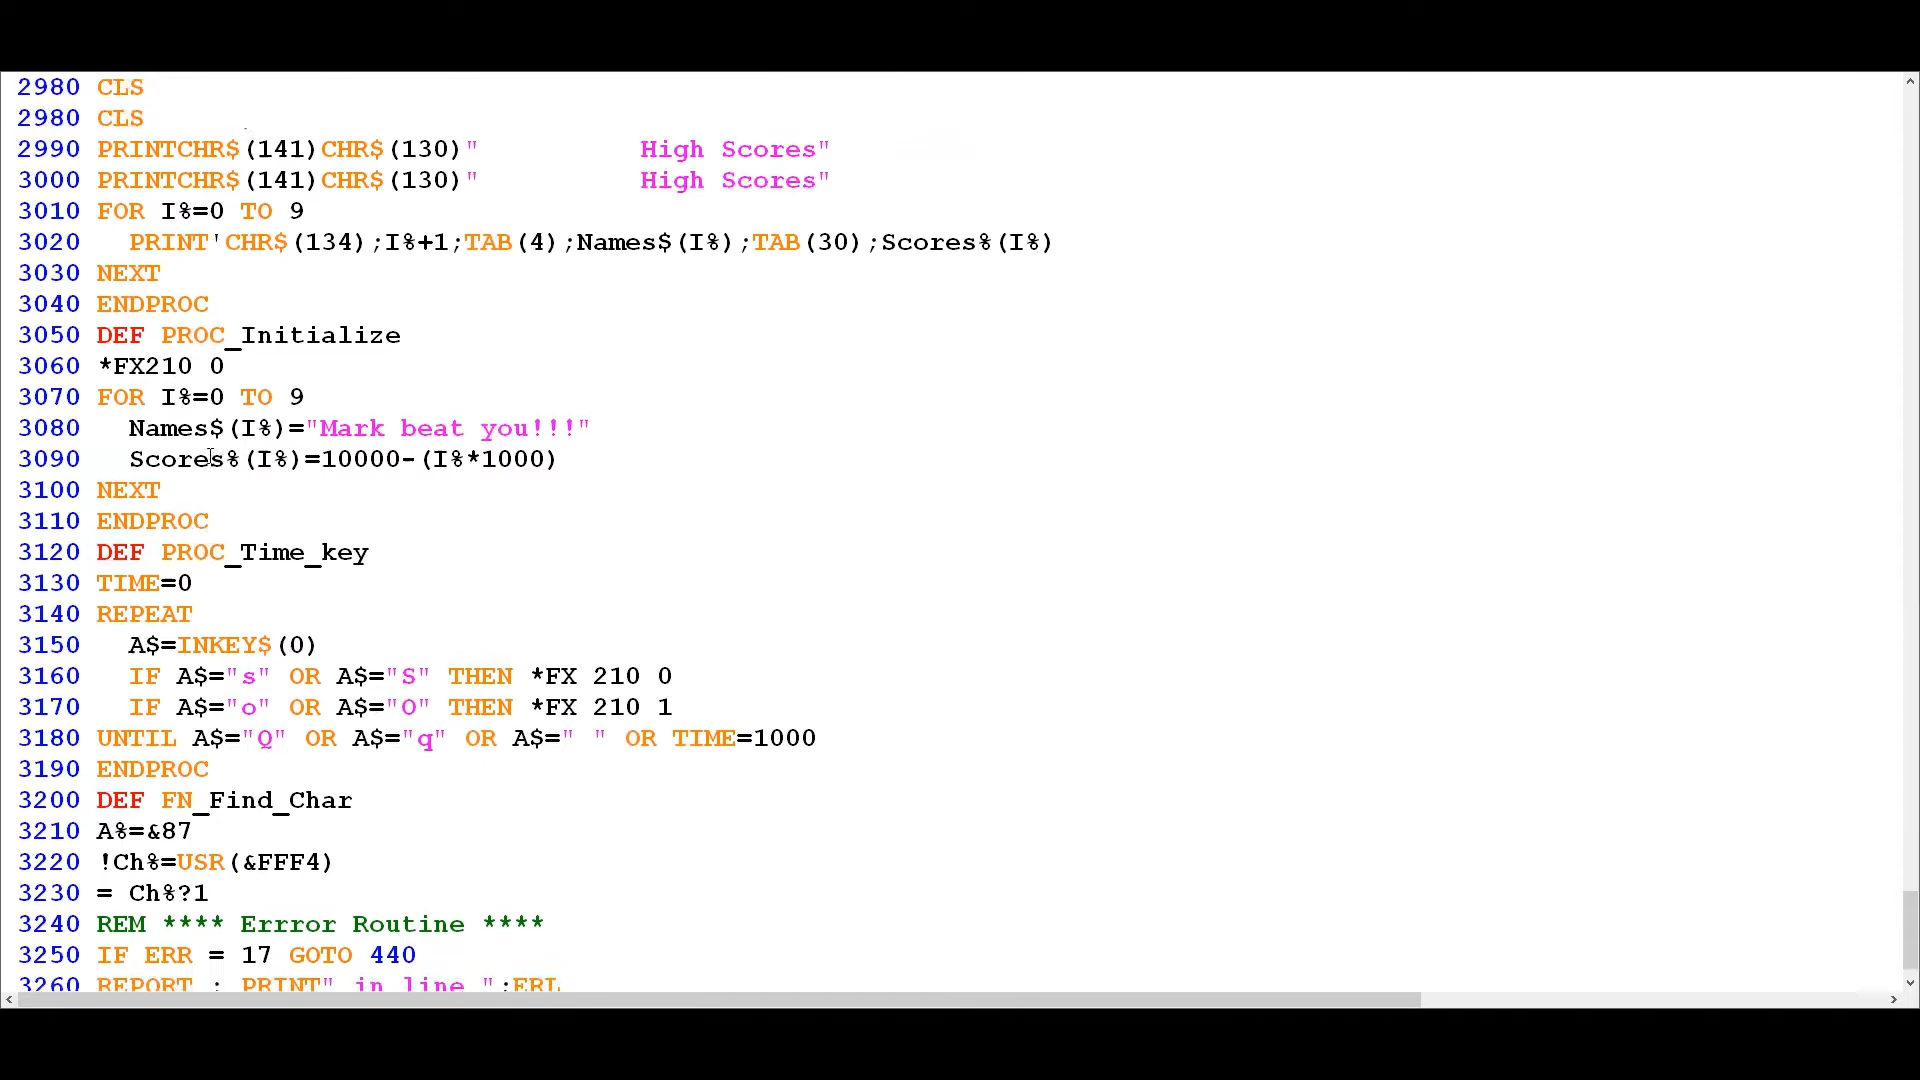 2980 CLS
2980 CLS
2990 PRINTCHR$(141)CHR$(130)"          High Scores"
3000 PRINTCHR$(141)CHR$(130)"          High Scores"
3010 FOR I%=0 TO 9
3020   PRINT'CHR$(134);I%+1;TAB(4);Names$(I%);TAB(30);Scores%(I%)
3030 NEXT
3040 ENDPROC
3050 DEF PROC_Initialize
3060 *FX210 0
3070 FOR I%=0 TO 9
3080   Names$(I%)="Mark beat you!!!"
3090   Scores%(I%)=10000-(I%*1000)
3100 NEXT
3110 ENDPROC
3120 DEF PROC_Time_key
3130 TIME=0
3140 REPEAT
3150   A$=INKEY$(0)
3160   IF A$="s" OR A$="S" THEN *FX 210 0
3170   IF A$="o" OR A$="O" THEN *FX 210 1
3180 UNTIL A$="Q" OR A$="q" OR A$=" " OR TIME=1000
3190 ENDPROC
3200 DEF FN_Find_Char
3210 A%=&87
3220 !Ch%=USR(&FFF4)
3230 = Ch%?1
3240 REM **** Errror Routine ****
3250 IF ERR = 17 GOTO 440
3260 REPORT : PRINT" in line ";ERL